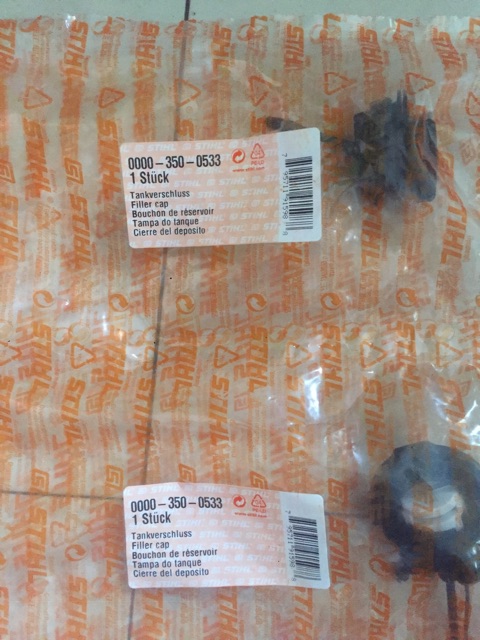 0000-350-0533
1 Stück
Tankverschluss
Filler cap
Bouchon de réservoir
Tampa do tanque
Cierre del deposito
0000-350-0533
1 Stück
Tankverschluss
Filler cap
Bouchon de réservoir
Tampa do tanque
Cierre del deposito
STIHL